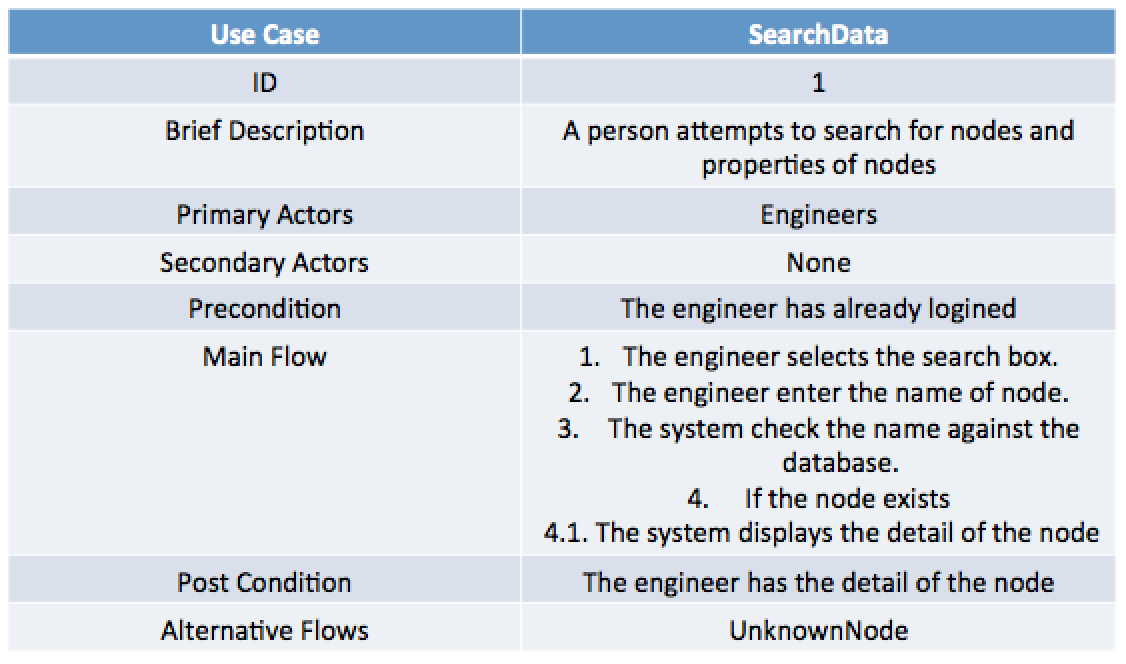 Use Case SearchData
ID 1
Brief Description A person attempts to search for nodes and
properties of nodes
Primary Actors Engineers
Secondary Actors None
Precondition The engineer has already logined
Main Flow 1. The engineer selects the search box.
2. The engineer enter the name of node.
3. The system check the name against the
database.
4. If the node exists
4.1. The system displays the detail of the node
Post Condition The engineer has the detail of the node
Alternative Flows UnknownNode